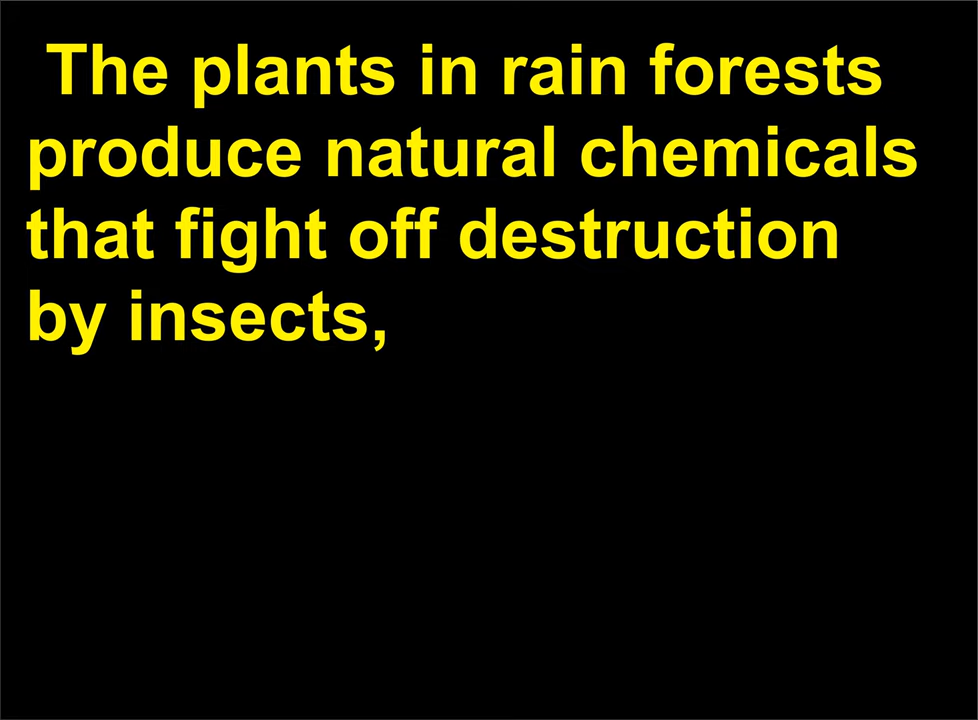 The plants in rain forests
produce natural chemicals
that fight off destruction
by insects,